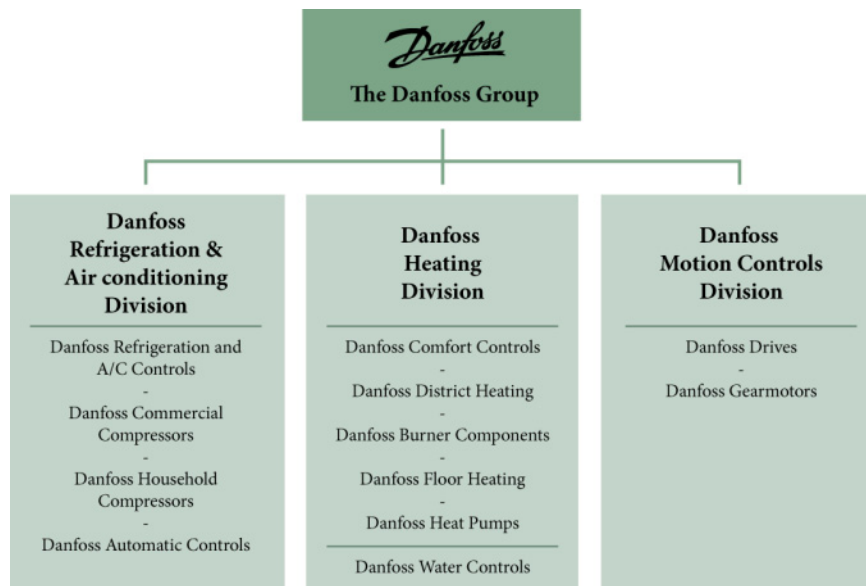 Danfoss
The Danfoss Group
Danfoss
Refrigeration &
Air conditioning
Division
Danfoss Refrigeration and
A/C Controls
-
Danfoss Commercial
Compressors
-
Danfoss Household
Compressors
-
Danfoss Automatic Controls
Danfoss
Heating
Division
Danfoss Comfort Controls
-
Danfoss District Heating
-
Danfoss Burner Components
-
Danfoss Floor Heating
-
Danfoss Heat Pumps
Danfoss Water Controls
Danfoss
Motion Controls
Division
Danfoss Drives
-
Danfoss Gearmotors